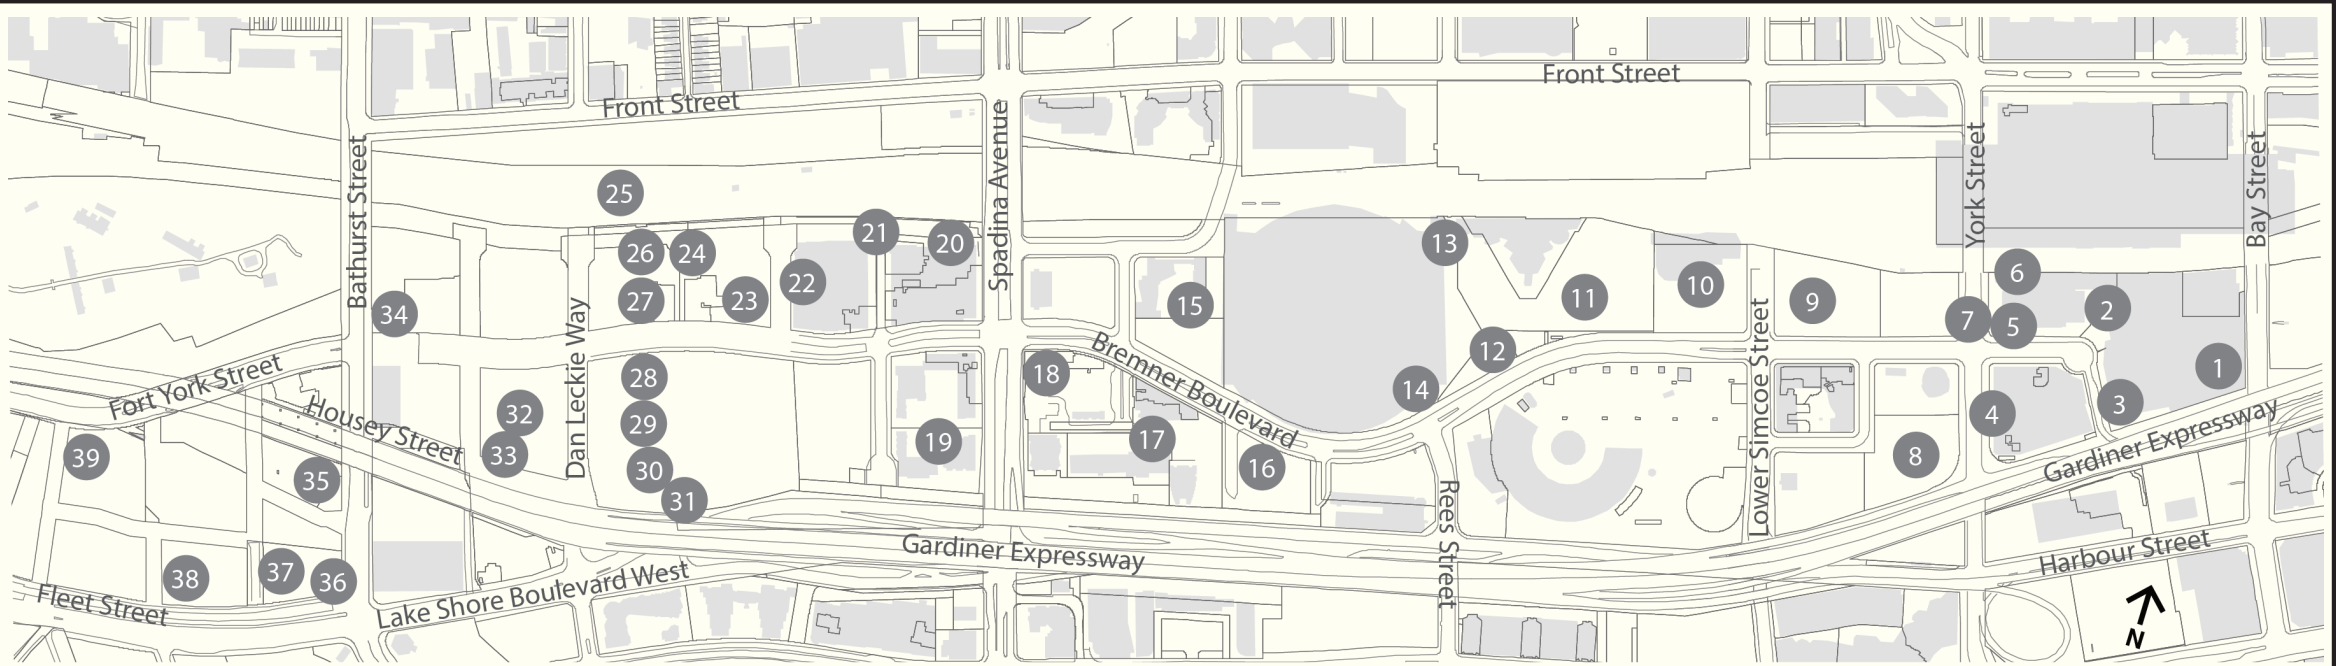 Front Street
Front Street
Bathurst Street
Spadina Avenue
York Street
Bay Street
25
21
20
13
26
24
6
22
10
34
27
23
15
11
9
2
7
5
Dan Leckie Way
Lower Simcoe Street
Bremner Boulevard
12
1
Fort York Street
28
18
14
3
Housey Street
32
29
4
39
33
19
17
8
Gardiner Expressway
35
30
16
31
Rees Street
Gardiner Expressway
Harbour Street
38
37
36
Lake Shore Boulevard West
Fleet Street
N